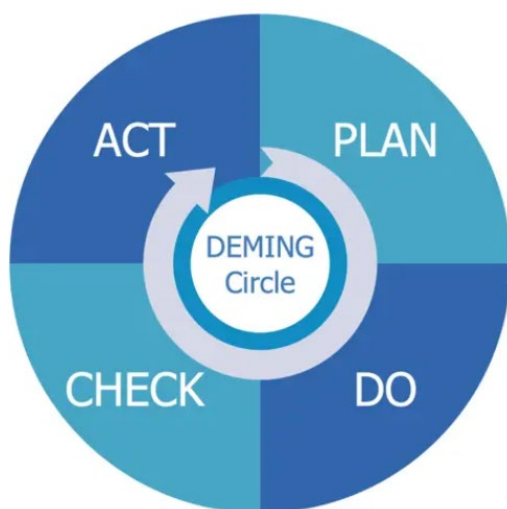 ACT
PLAN
DEMING
Circle
CHECK
DO